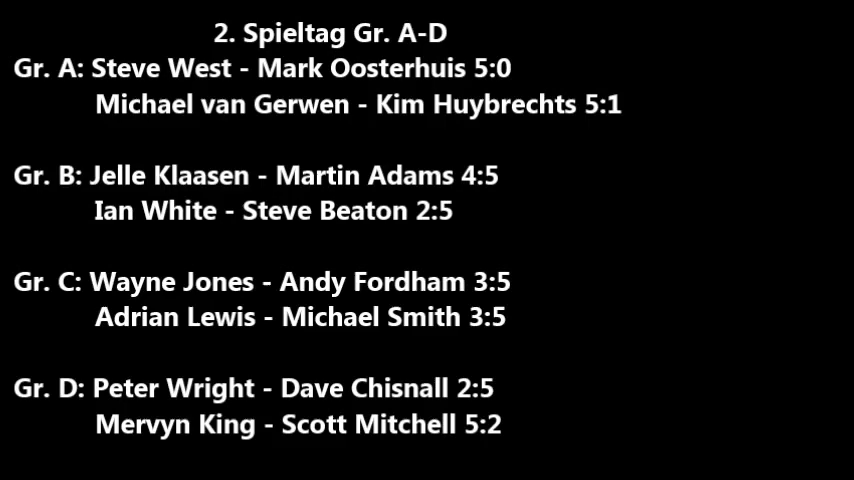 2. Spieltag Gr. A-D
Gr. A: Steve West - Mark Oosterhuis 5:0
Michael van Gerwen - Kim Huybrechts 5:1
Gr. B: Jelle Klaasen - Martin Adams 4:5
Ian White - Steve Beaton 2:5
Gr. C: Wayne Jones - Andy Fordham 3:5
Adrian Lewis - Michael Smith 3:5
Gr. D: Peter Wright - Dave Chisnall 2:5
Mervyn King - Scott Mitchell 5:2